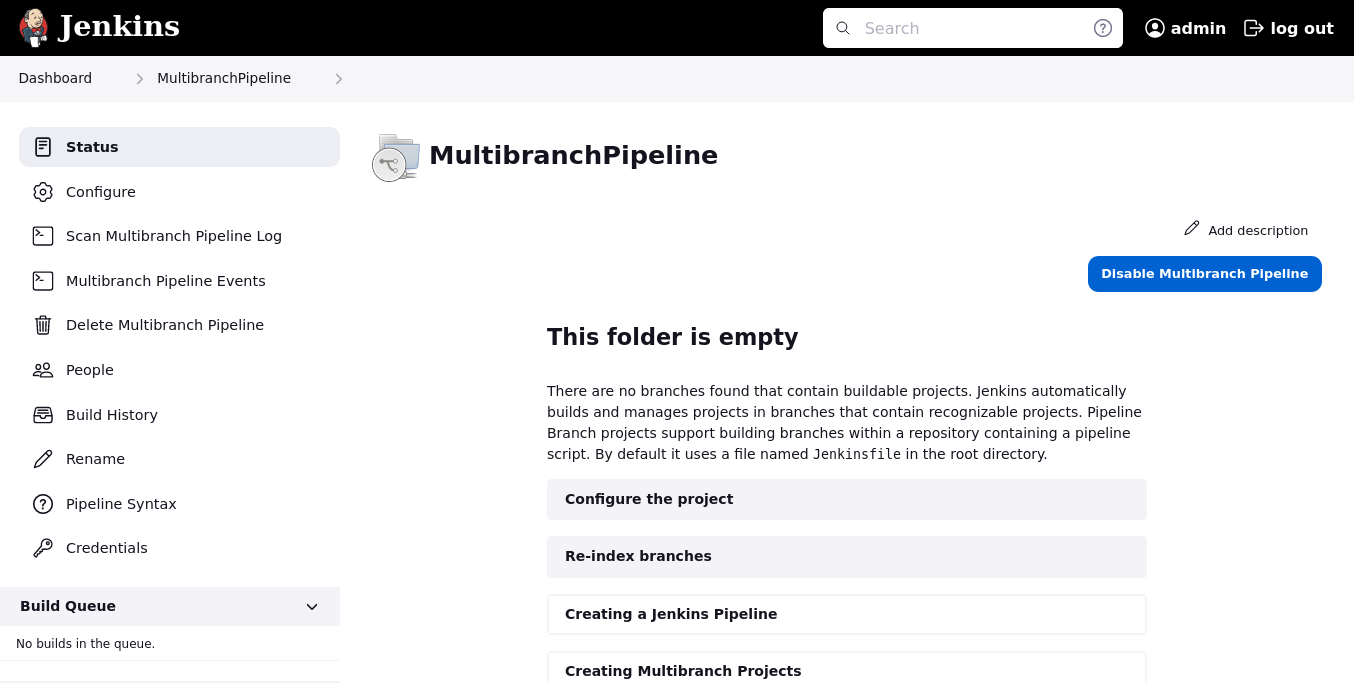 Jenkins
Search
admin
log out
Dashboard
MultibranchPipeline
Status
Configure
Scan Multibranch Pipeline Log
Multibranch Pipeline Events
Delete Multibranch Pipeline
People
Build History
Rename
Pipeline Syntax
Credentials
Build Queue
No builds in the queue.
MultibranchPipeline
Add description
Disable Multibranch Pipeline
This folder is empty
There are no branches found that contain buildable projects. Jenkins automatically
builds and manages projects in branches that contain recognizable projects. Pipeline
Branch projects support building branches within a repository containing a pipeline
script. By default it uses a file named Jenkinsfile in the root directory.
Configure the project
Re-index branches
Creating a Jenkins Pipeline
Creating Multibranch Projects